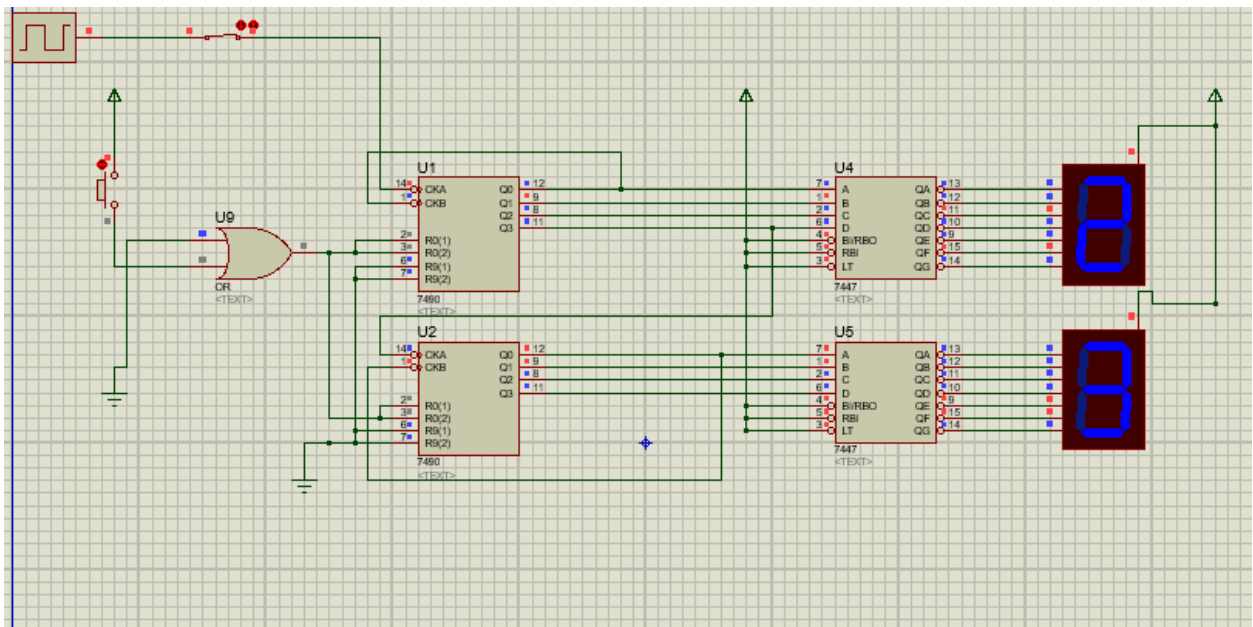 U1
14 CKA Q0 12
1 CKB Q1 9
Q2 8
Q3 11
2 R0(1)
3 R0(2)
6 R9(1)
7 R9(2)
7490
<TEXT>
U4
7 A QA 13
1 B QB 12
2 C QC 11
6 D QD 10
4 BI/RBO QE 9
5 RBI QF 15
3 LT QG 14
7447
<TEXT>
U9
OR
<TEXT>
U2
14 CKA Q0 12
1 CKB Q1 9
Q2 8
Q3 11
2 R0(1)
3 R0(2)
6 R9(1)
7 R9(2)
7490
<TEXT>
U5
7 A QA 13
1 B QB 12
2 C QC 11
6 D QD 10
4 BI/RBO QE 9
5 RBI QF 15
3 LT QG 14
7447
<TEXT>